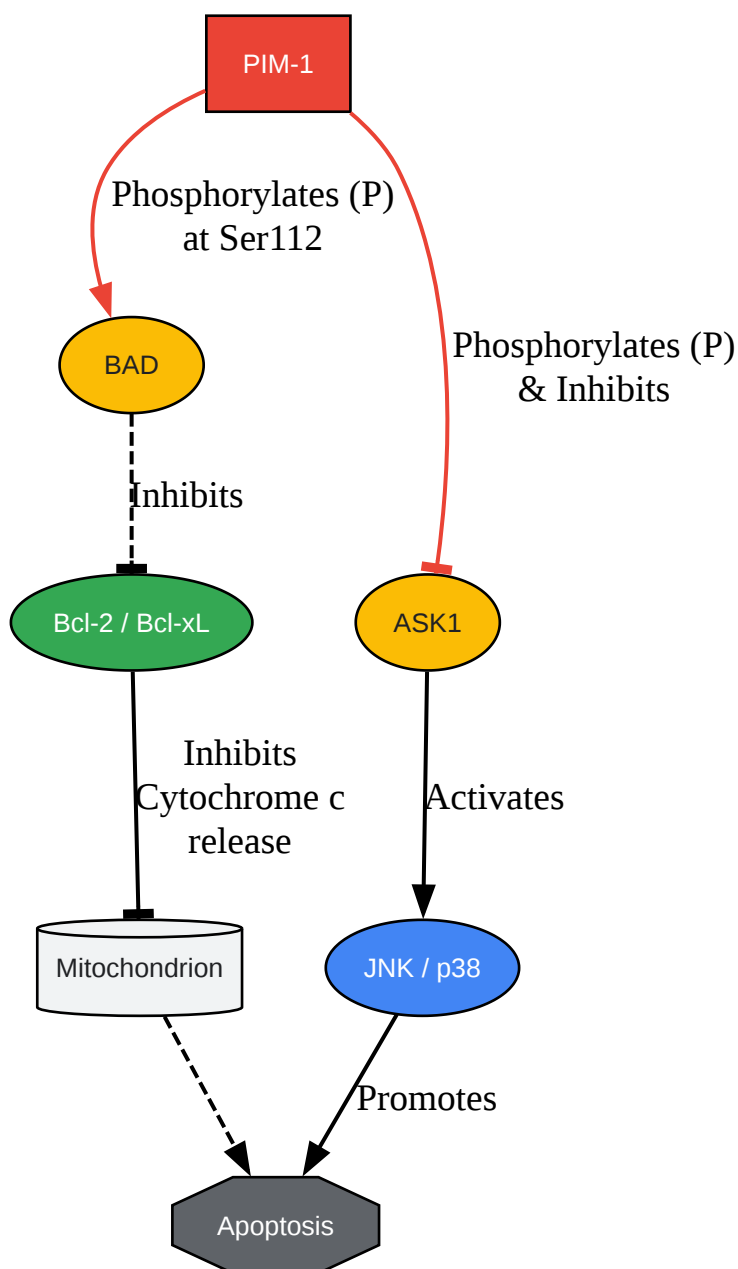 PIM-1
Phosphorylates (P)
at Ser112
BAD
Phosphorylates (P)
& Inhibits
Inhibits
Bcl-2 / Bcl-xL
ASK1
Inhibits
Cytochrome c
release
Activates
Mitochondrion
JNK / p38
Promotes
Apoptosis